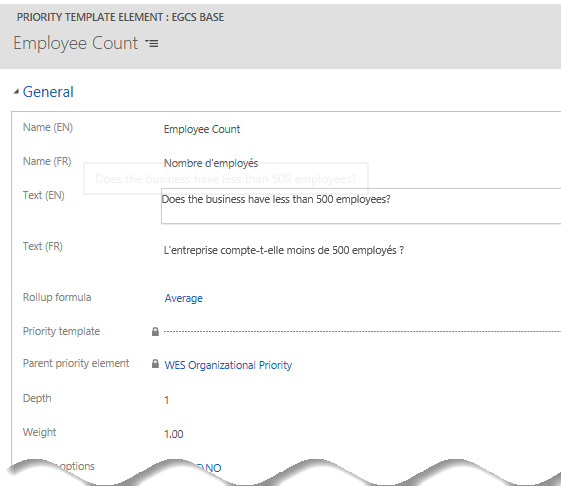 PRIORITY TEMPLATE ELEMENT : EGCS BASE
Employee Count
General
Name (EN) Employee Count
Name (FR) Nombre d'employés
Does the business have less than 500 employees?
Text (EN) Does the business have less than 500 employees?
Text (FR) L'entreprise compte-t-elle moins de 500 employés ?
Rollup formula Average
Priority template
Parent priority element WES Organizational Priority
Depth 1
Weight 1.00
options NO